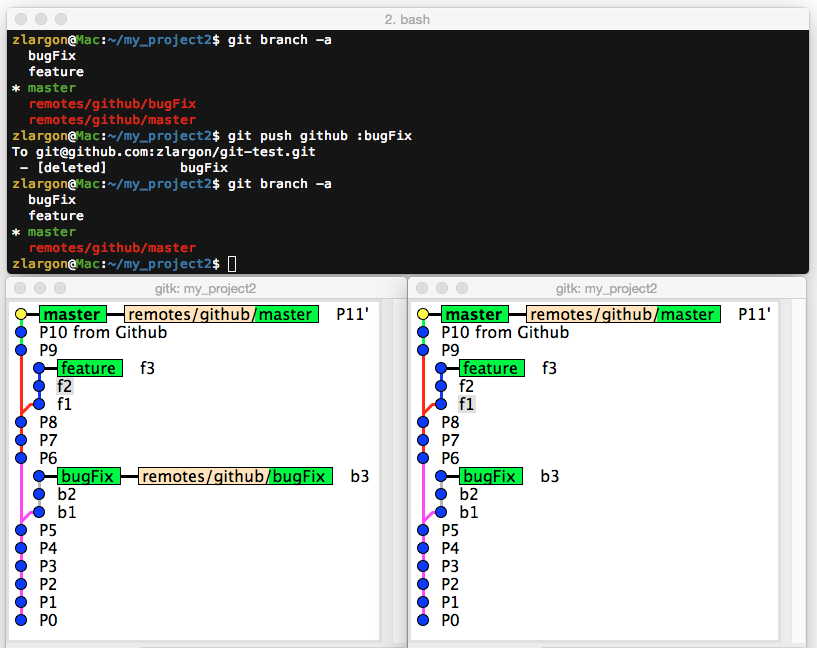 2. bash
zlargon@Mac:~/my_project2$ git branch -a
bugFix
feature
* master
remotes/github/bugFix
remotes/github/master
zlargon@Mac:~/my_project2$ git push github :bugFix
To git@github.com:zlargon/git-test.git
- [deleted] bugFix
zlargon@Mac:~/my_project2$ git branch -a
bugFix
feature
* master
remotes/github/master
zlargon@Mac:~/my_project2$
gitk: my_project2
master remotes/github/master P11'
P10 from Github
P9
feature f3
f2
f1
P8
P7
P6
bugFix remotes/github/bugFix b3
b2
b1
P5
P4
P3
P2
P1
P0
gitk: my_project2
master remotes/github/master P11'
P10 from Github
P9
feature f3
f2
f1
P8
P7
P6
bugFix b3
b2
b1
P5
P4
P3
P2
P1
P0